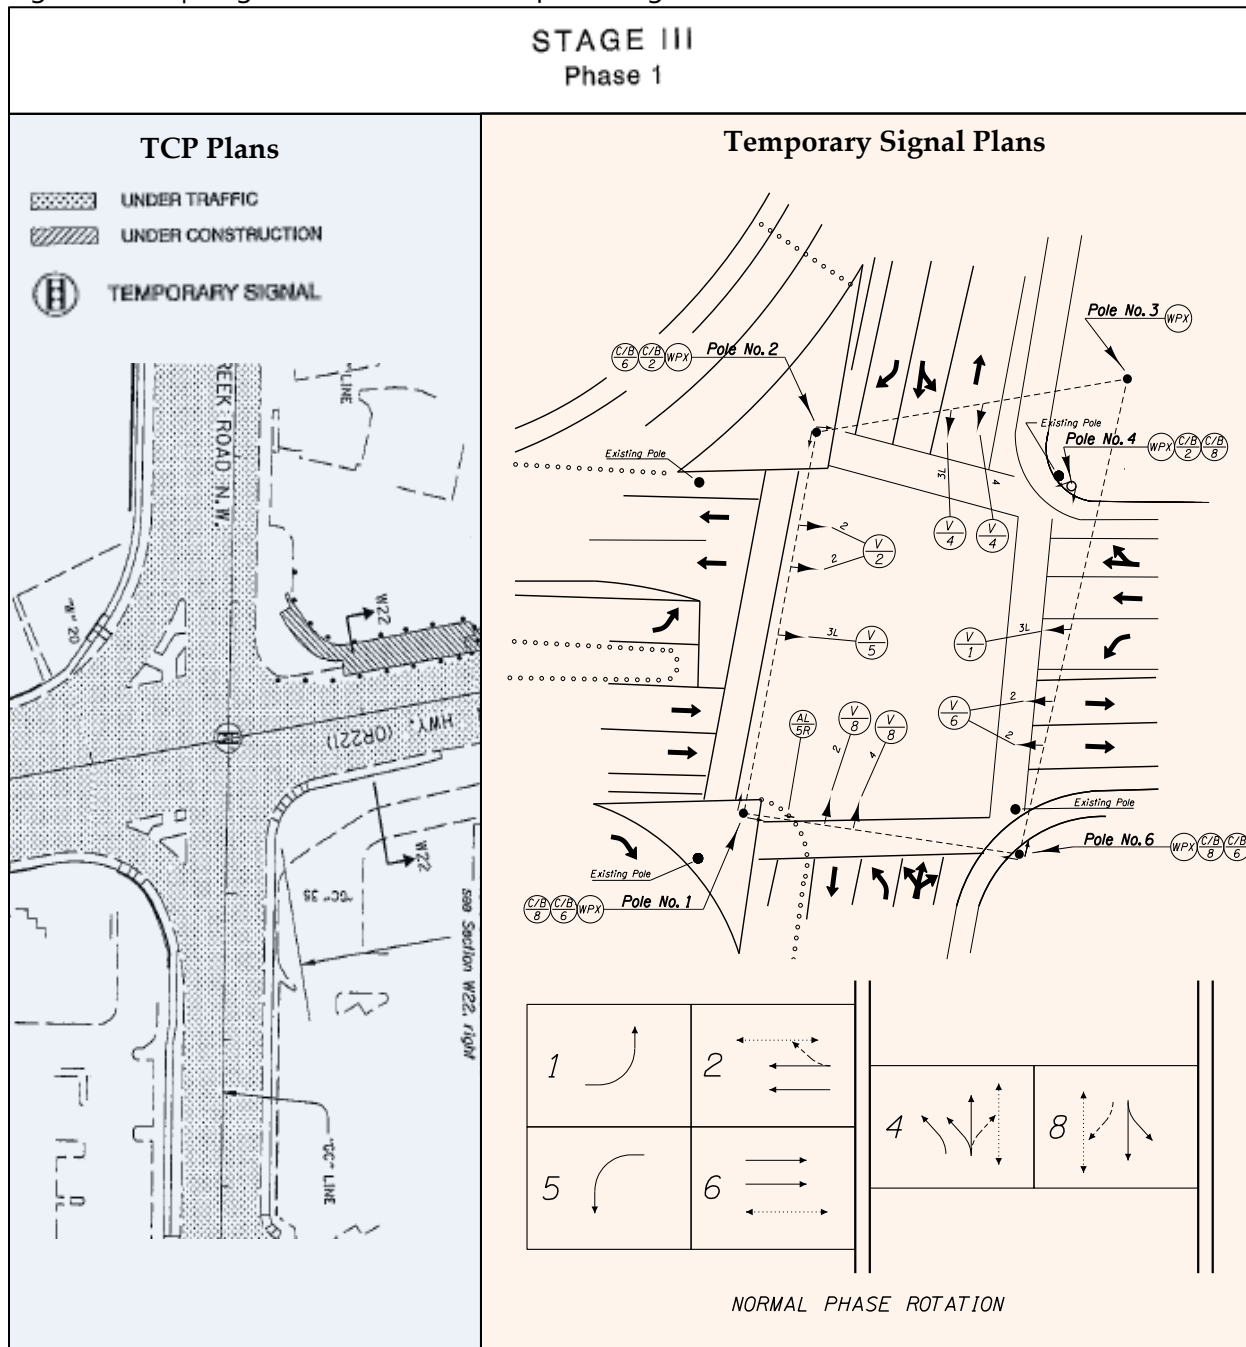 STAGE III
Phase 1
TCP Plans
UNDER TRAFFIC
UNDER CONSTRUCTION
TEMPORARY SIGNAL
LINE
REEK ROAD N.W.
"N" 20
W22
HWY. (OR221)
W22
"GC" 35
see Section W22, right
"GC" LINE
Temporary Signal Plans
Pole No. 3 WPX
C/B 6 C/B 2 WPX Pole No. 2
Existing Pole
Pole No. 4 WPX C/B 2 C/B 8
Existing Pole
3L
4
2
V 2
V 4
V 4
2
3L
V 5
V 1
3L
V 6
2
2
AL 5R
V 8
V 8
2
4
Existing Pole
Pole No. 6 WPX C/B 8 C/B 6
Existing Pole
C/B 8 C/B 6 WPX Pole No. 1
1
2
4
8
5
6
NORMAL PHASE ROTATION